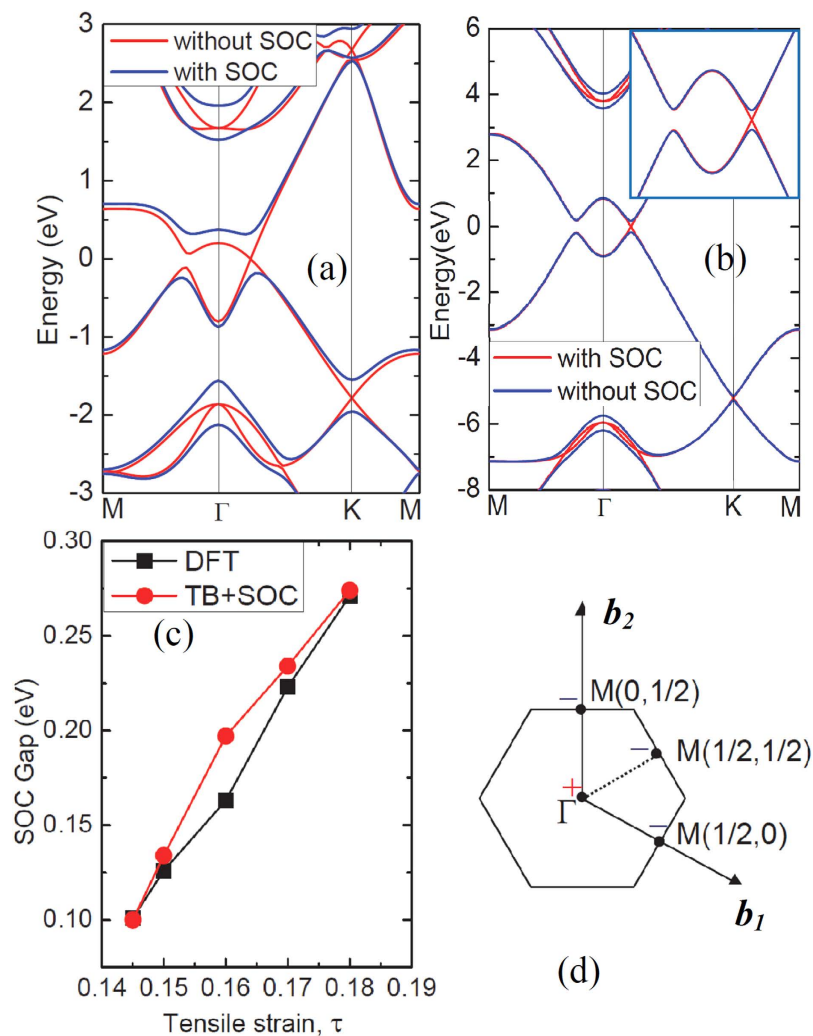 3
2
1
0
-1
-2
-3
Energy (eV)
without SOC
with SOC
(a)
M
Γ
K
M
6
4
2
0
-2
-4
-6
-8
Energy(eV)
(b)
with SOC
without SOC
M
Γ
K
M
0.30
0.25
0.20
0.15
0.10
SOC Gap (eV)
DFT
TB+SOC
(c)
0.14 0.15 0.16 0.17 0.18 0.19
Tensile strain, τ
b2
− M(0,1/2)
− M(1/2,1/2)
+
Γ
− M(1/2,0)
b1
(d)